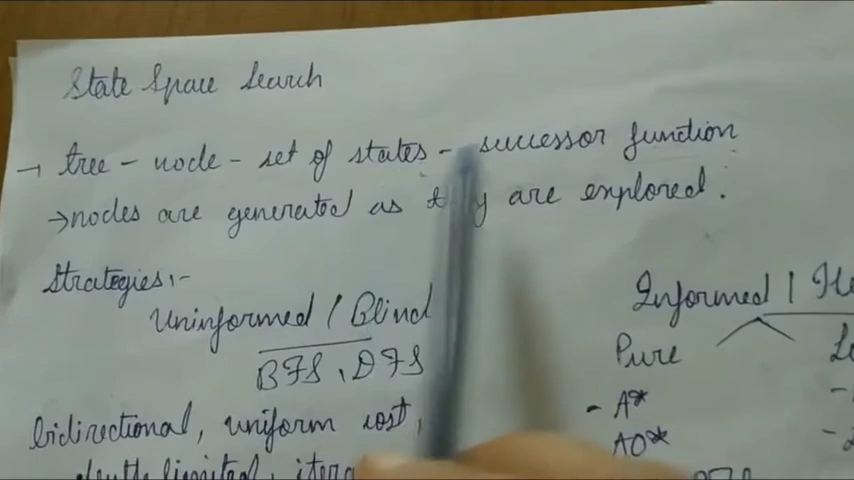 State Space Search
→ tree - node - set of states - successor function
→ nodes are generated as they are explored.
Strategies:-
Uninformed / Blind
BFS, DFS
bidirectional, uniform cost,
Informed |
Pure
- A*
AO*